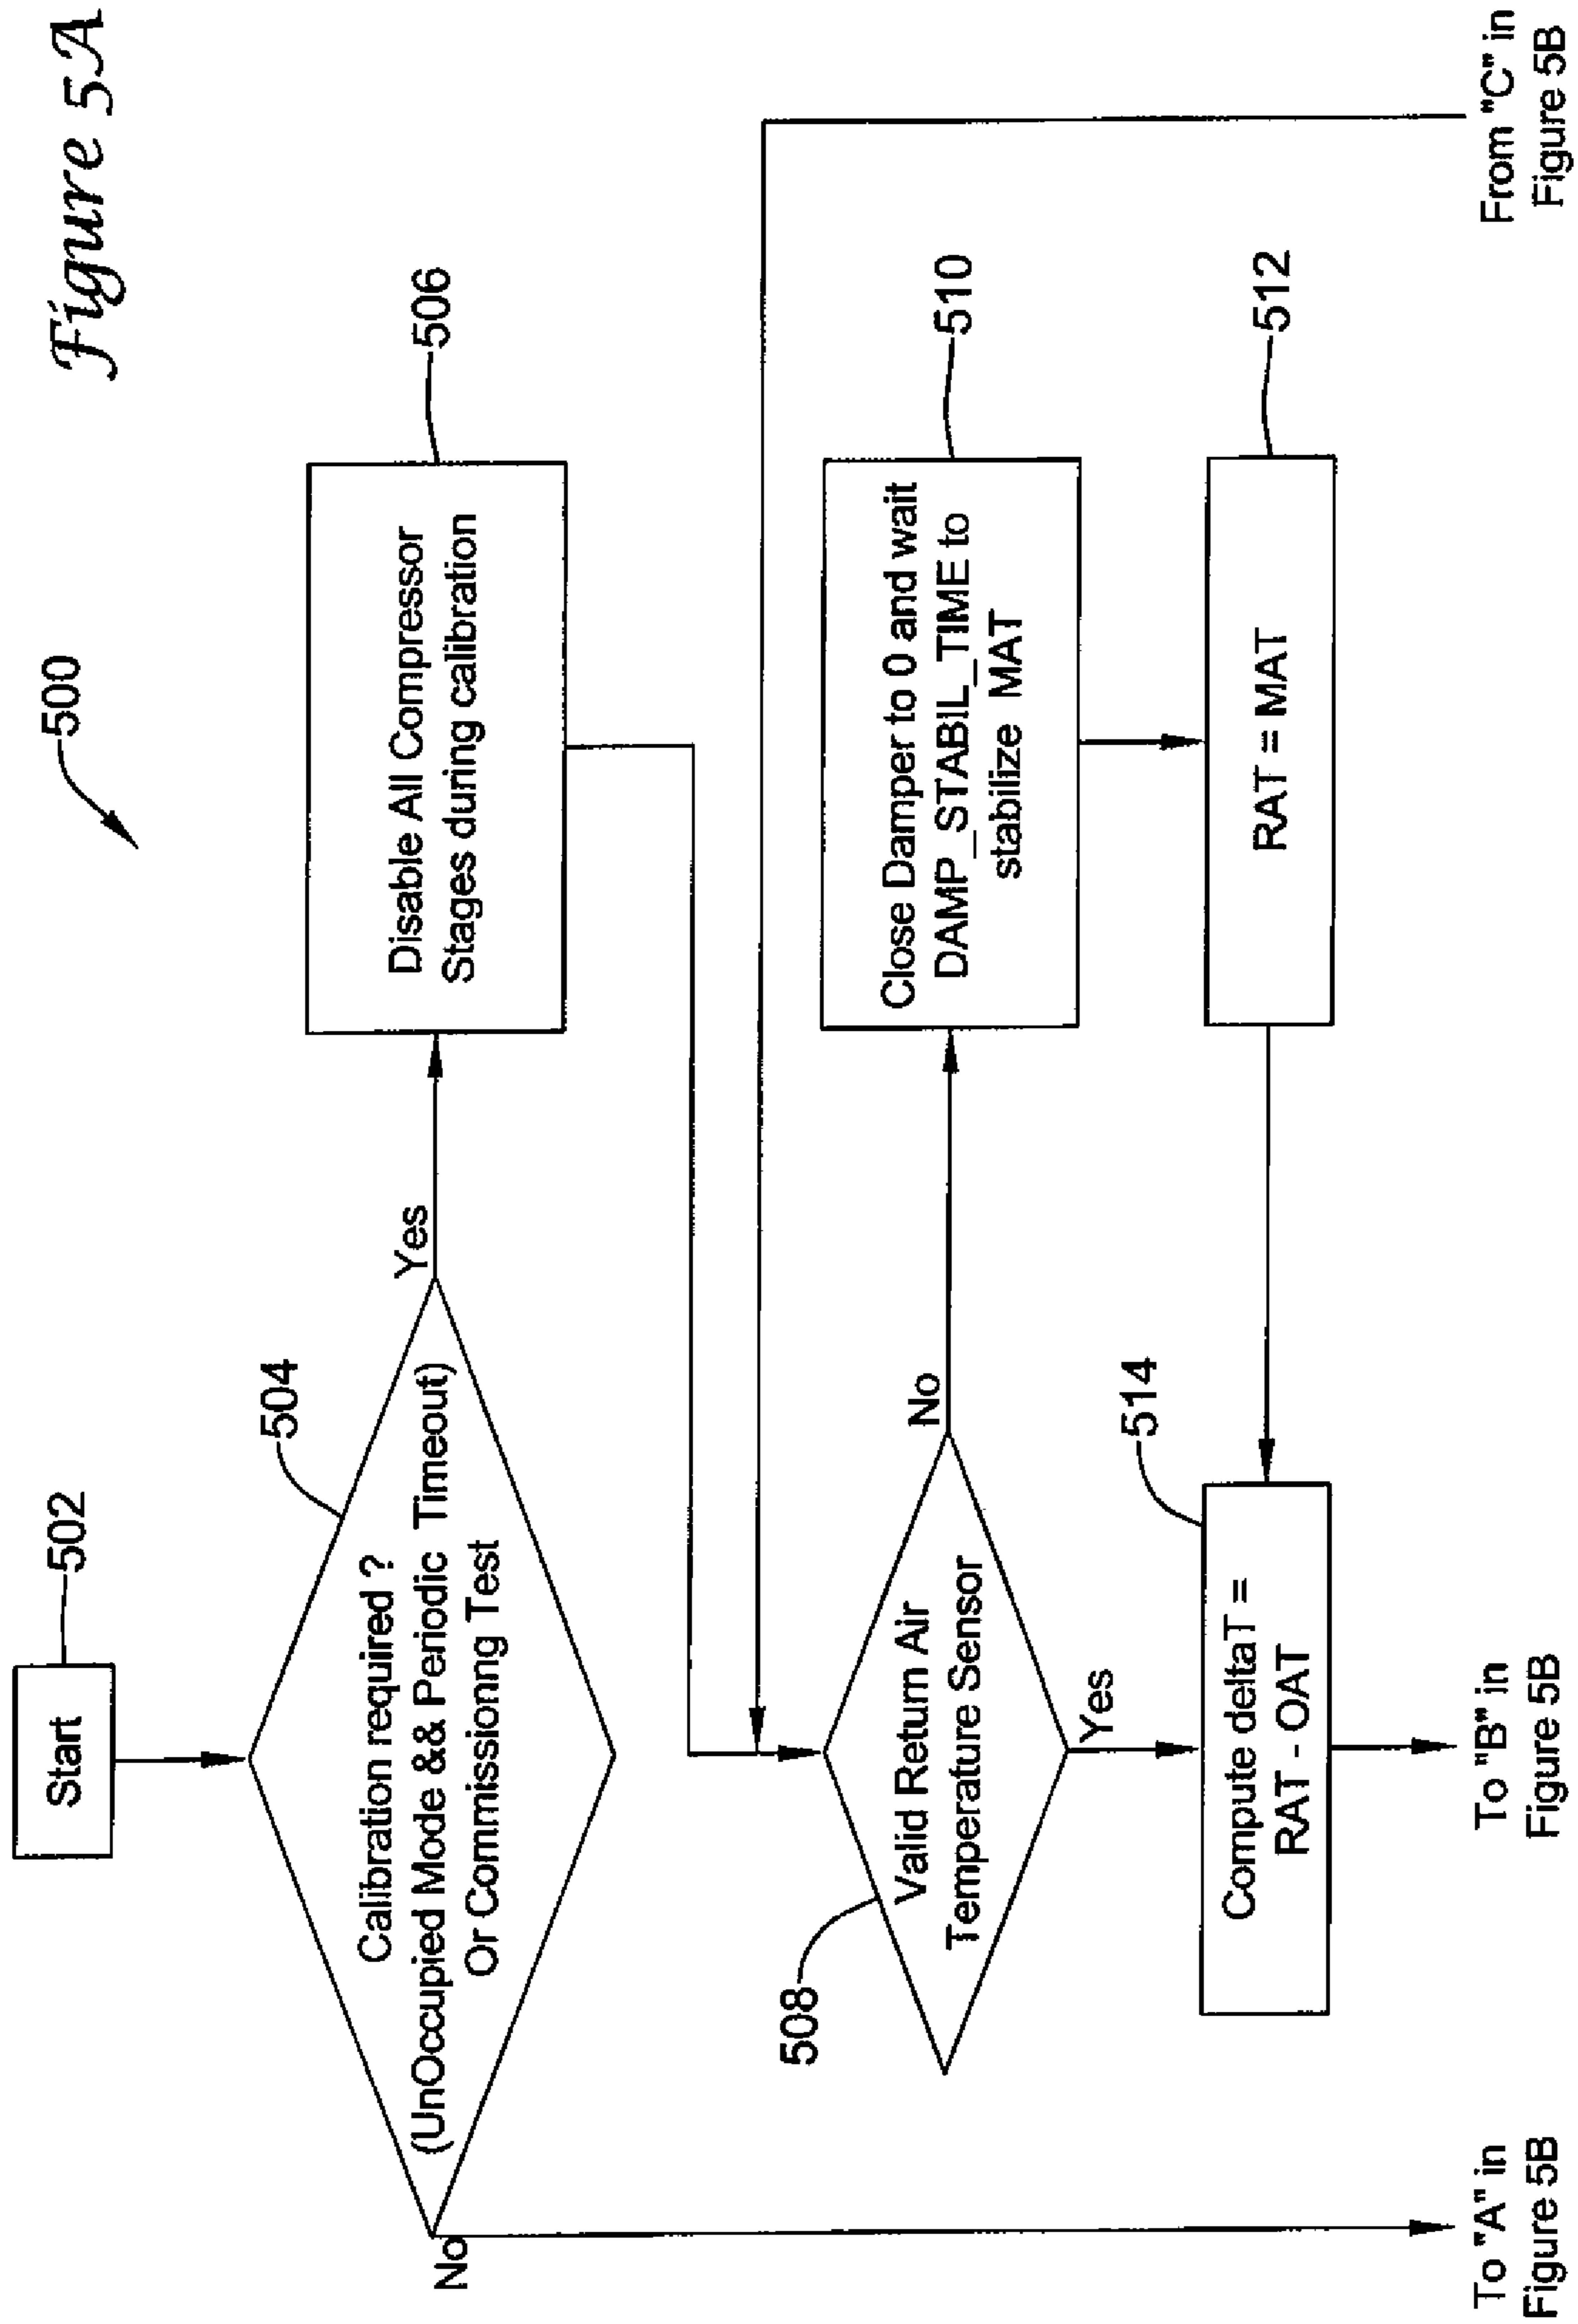 Figure 5A
500
Start
502
504
Calibration required ?
(UnOccupied Mode && Periodic Timeout)
Or Commissionng Test
Yes
No
Disable All Compressor
Stages during calibration
506
508
Valid Return Air
Temperature Sensor
No
Yes
Close Damper to 0 and wait
DAMP_STABIL_TIME to
stabilize MAT
510
RAT = MAT
512
514
Compute deltaT =
RAT - OAT
To "A" in
Figure 5B
To "B" in
Figure 5B
From "C" in
Figure 5B